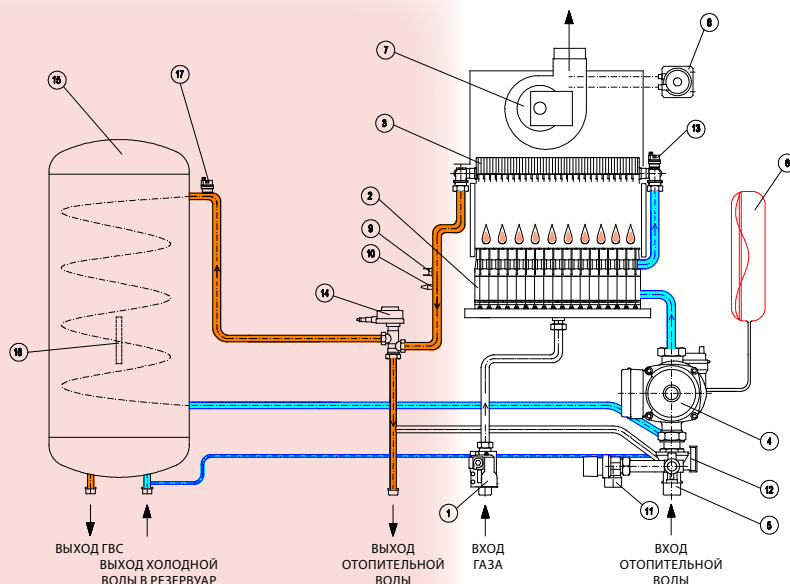 8
7
15
17
3
13
6
2
9
10
14
16
4
12
1
11
5
ВЫХОД ГВС
ВЫХОД ХОЛОДНОЙ
ВОДЫ В РЕЗЕРВУАР
ВЫХОД
ОТОПИТЕЛЬНОЙ
ВОДЫ
ВХОД
ГАЗА
ВХОД
ОТОПИТЕЛЬНОЙ
ВОДЫ